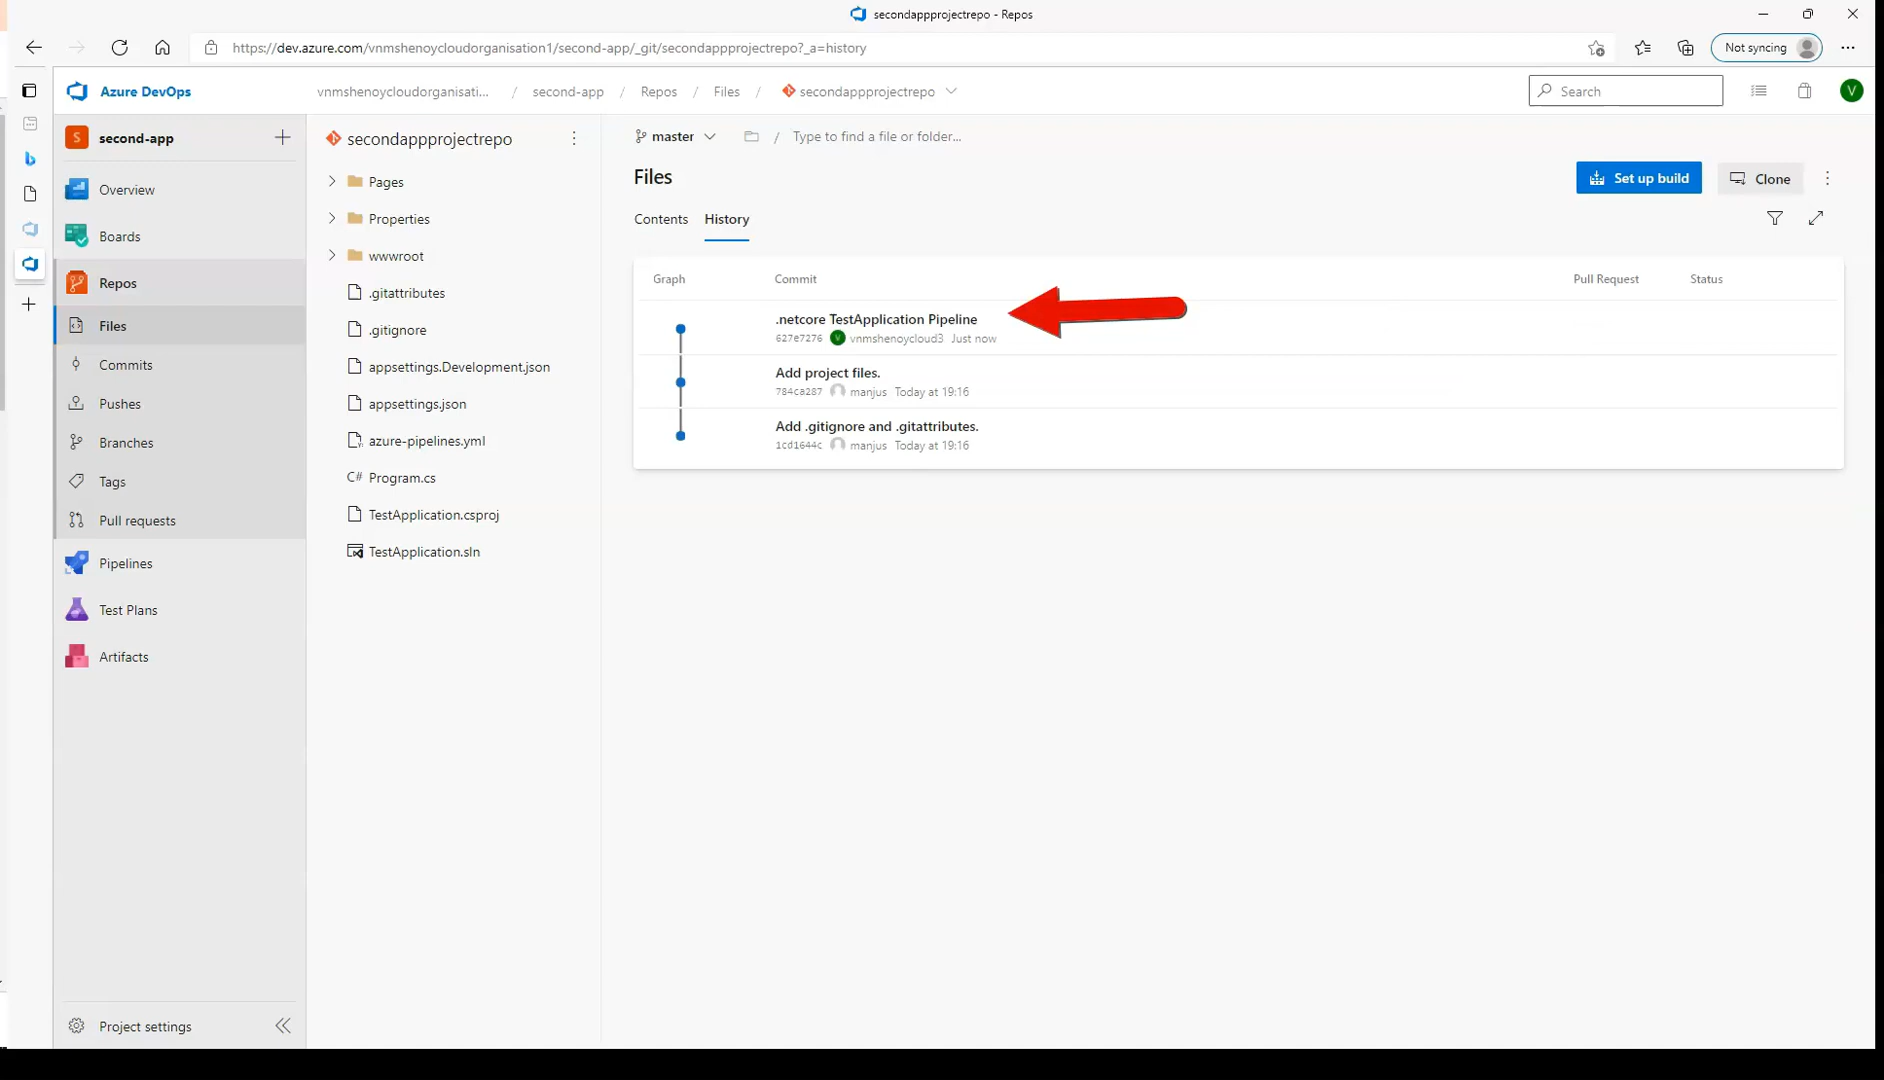 secondappprojectrepo - Repos
https://dev.azure.com/vnmshenoycloudorganisation1/second-app/_git/secondappprojectrepo?_a=history
Not syncing
Azure DevOps
vnmshenoycloudorganisati... / second-app / Repos / Files / secondappprojectrepo
Search
V
S second-app
Overview
Boards
Repos
Files
Commits
Pushes
Branches
Tags
Pull requests
Pipelines
Test Plans
Artifacts
Project settings
secondappprojectrepo
Pages
Properties
wwwroot
.gitattributes
.gitignore
appsettings.Development.json
appsettings.json
azure-pipelines.yml
C# Program.cs
TestApplication.csproj
TestApplication.sln
master / Type to find a file or folder...
Files
Set up build
Clone
Contents History
Graph Commit Pull Request Status
.netcore TestApplication Pipeline
627e7276 V vnmshenoycloud3 Just now
Add project files.
784ca287 manjus Today at 19:16
Add .gitignore and .gitattributes.
1cd1644c manjus Today at 19:16